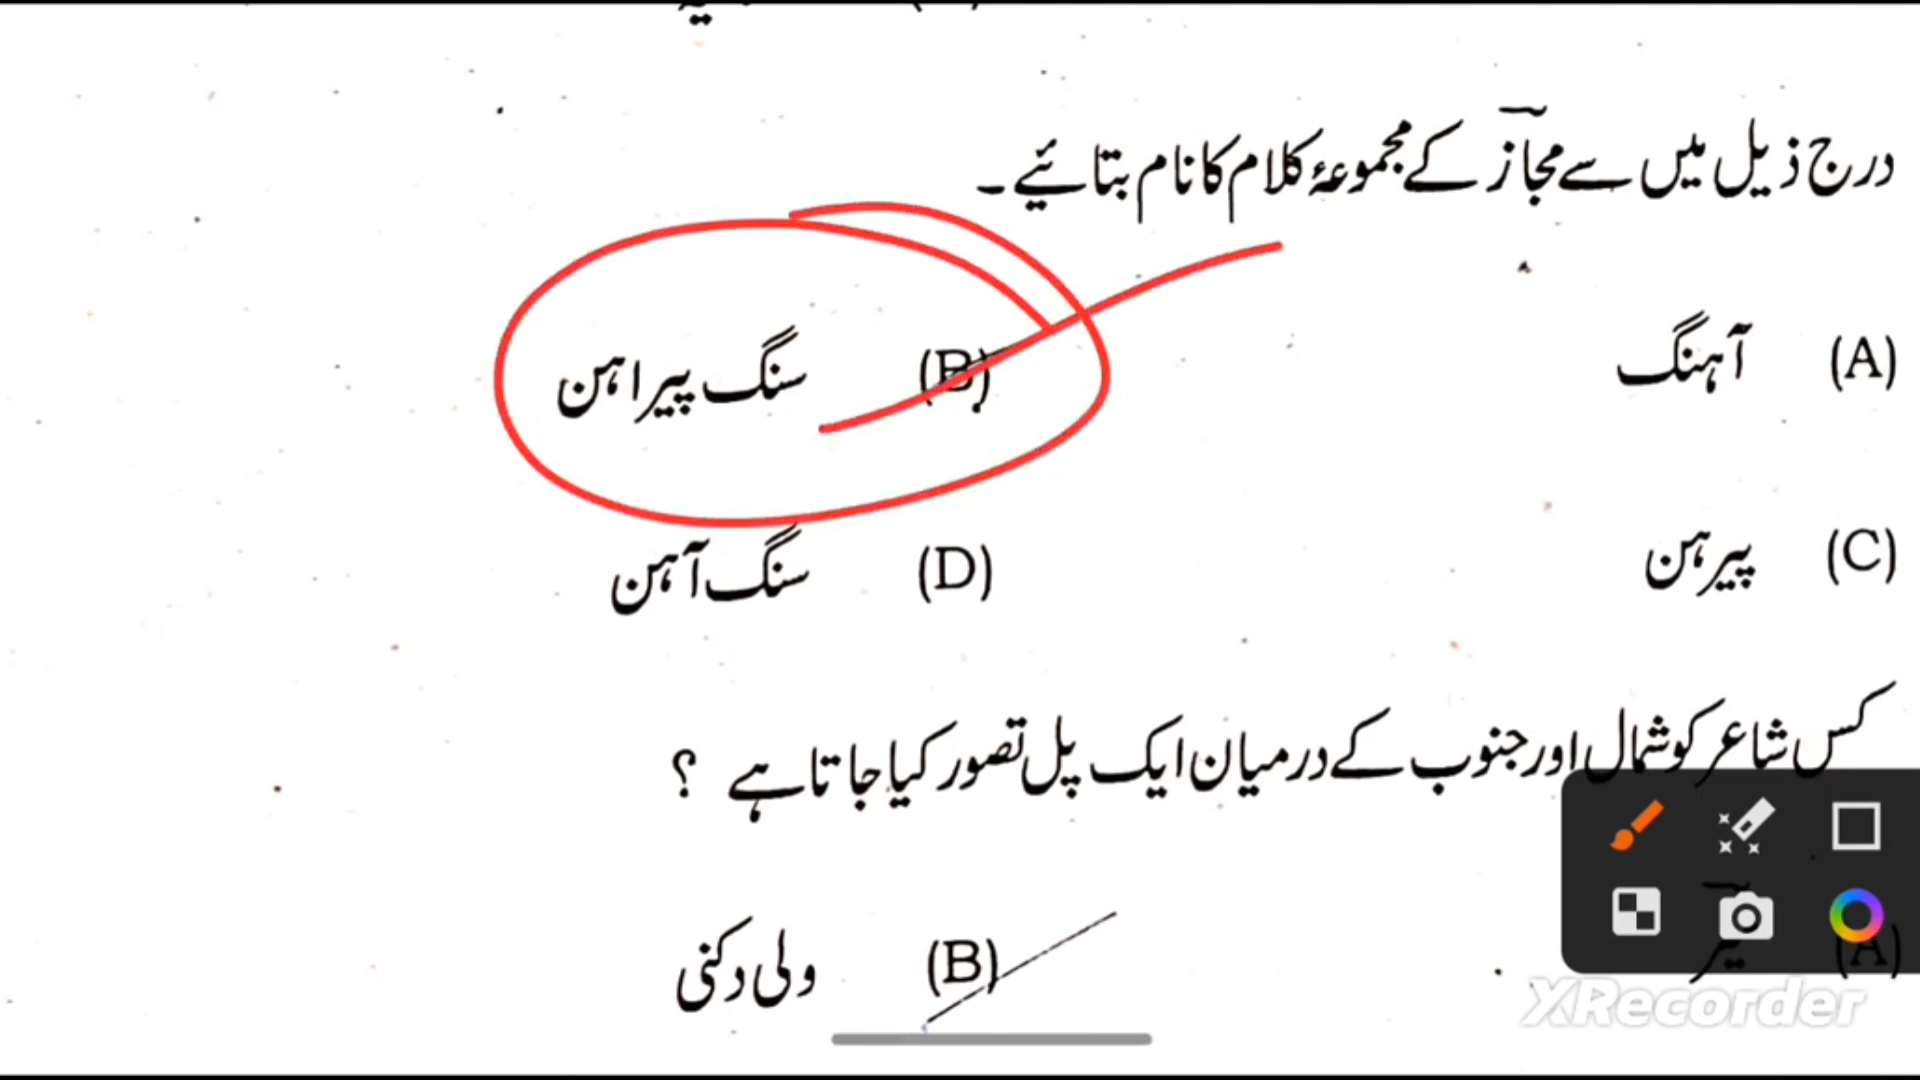 درج ذیل میں سے مجاز کے مجموعۂ کلام کا نام بتائیے ۔
(A) آہنگ (B) سنگ پیراہن
(C) پیرہن (D) سنگ آہن
کس شاعر کو شمال اور جنوب کے درمیان ایک پل تصور کیا جاتا ہے ؟
(A) میر (B) ولی دکنی
XRecorder